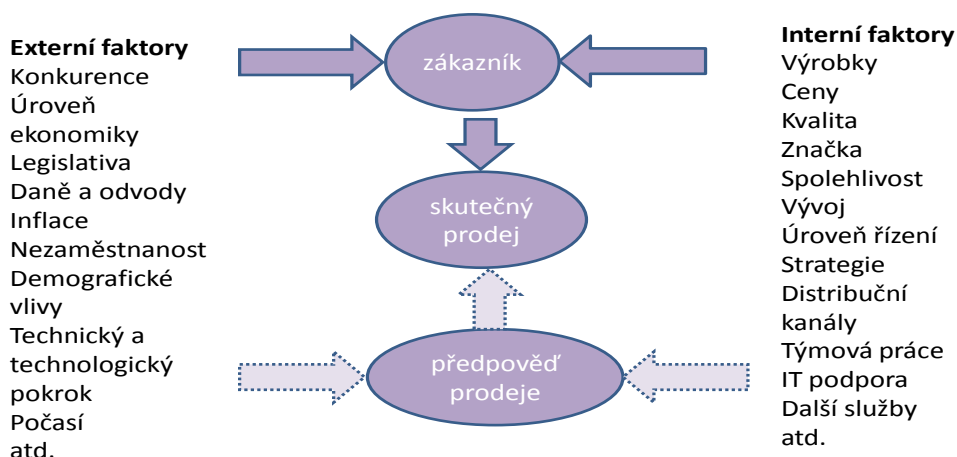 Externí faktory
Konkurence
Úroveň
ekonomiky
Legislativa
Daně a odvody
Inflace
Nezaměstnanost
Demografické
vlivy
Technický a
technologický
pokrok
Počasí
atd.
zákazník
skutečný
prodej
předpověď
prodeje
Interní faktory
Výrobky
Ceny
Kvalita
Značka
Spolehlivost
Vývoj
Úroveň řízení
Strategie
Distribuční
kanály
Týmová práce
IT podpora
Další služby
atd.